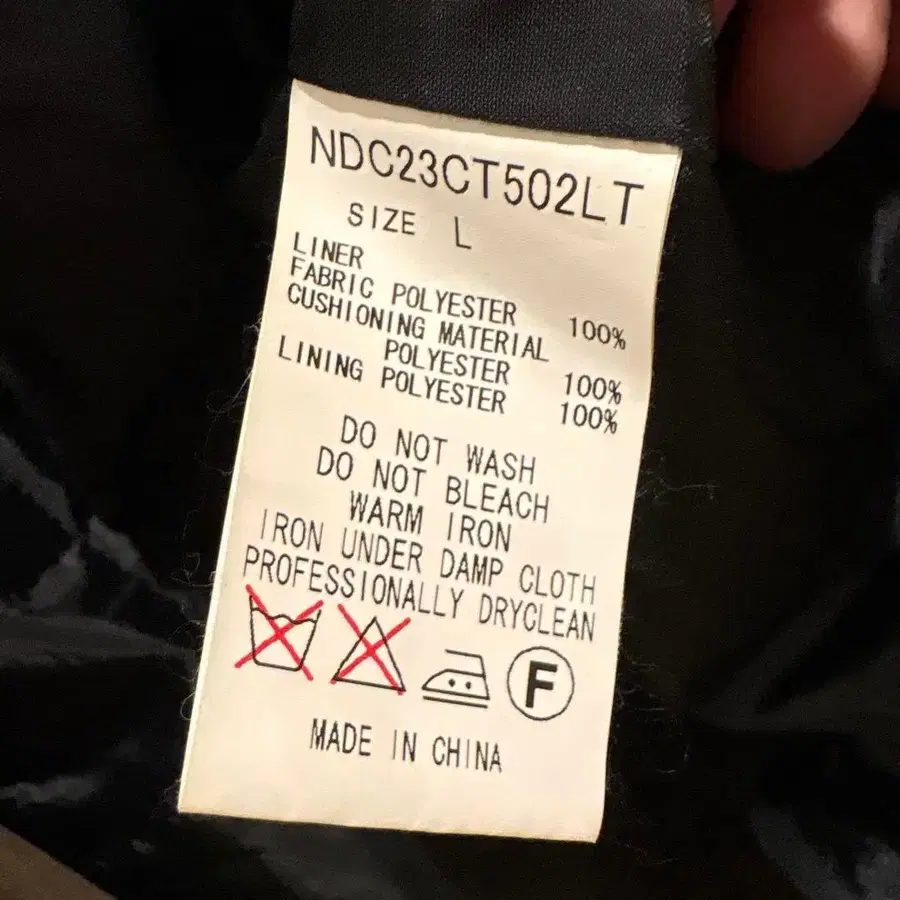 NDC23CT502LT
SIZE L
LINER
FABRIC POLYESTER 100%
CUSHIONING MATERIAL
POLYESTER 100%
LINING POLYESTER 100%
DO NOT WASH
DO NOT BLEACH
WARM IRON
IRON UNDER DAMP CLOTH
PROFESSIONALLY DRYCLEAN
F
MADE IN CHINA